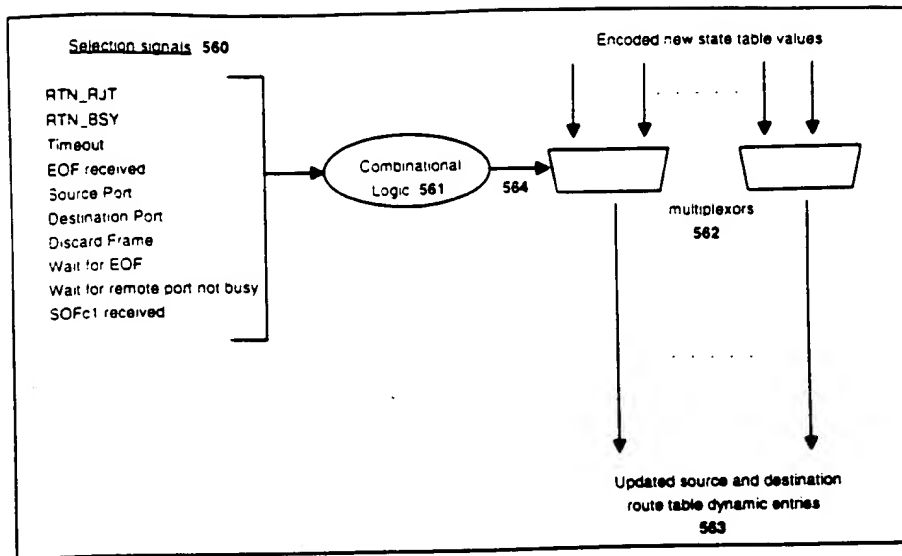 Selection signals 560
RTN_RJT
RTN_BSY
Timeout
EOF received
Source Port
Destination Port
Discard Frame
Wait for EOF
Wait for remote port not busy
SOFc1 received
Combinational
Logic 561
564
Encoded new state table values
multiplexors
562
Updated source and destination
route table dynamic entries
563